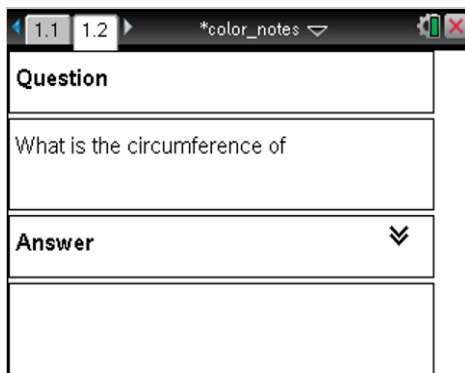 1.1 1.2 *color_notes
Question
What is the circumference of
Answer